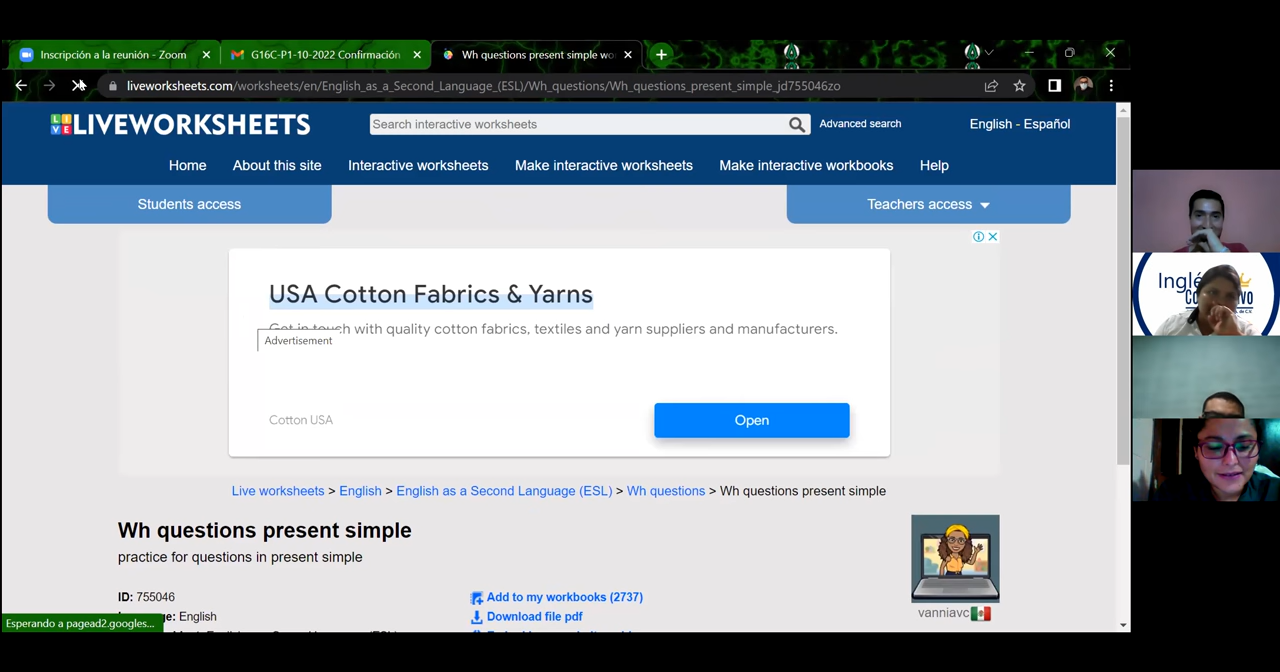 Inscripción a la reunión - Zoom
G16C-P1-10-2022 Confirmación
Wh questions present simple wo
liveworksheets.com/worksheets/en/English_as_a_Second_Language_(ESL)/Wh_questions/Wh_questions_present_simple_jd755046zo
LIVEWORKSHEETS
Search interactive worksheets
Advanced search
English - Español
Home
About this site
Interactive worksheets
Make interactive worksheets
Make interactive workbooks
Help
Students access
Teachers access
USA Cotton Fabrics & Yarns
Get in touch with quality cotton fabrics, textiles and yarn suppliers and manufacturers.
Advertisement
Cotton USA
Open
Live worksheets > English > English as a Second Language (ESL) > Wh questions > Wh questions present simple
Wh questions present simple
practice for questions in present simple
ID: 755046
English
Add to my workbooks (2737)
Download file pdf
vanniavc
Esperando a pagead2.googles...